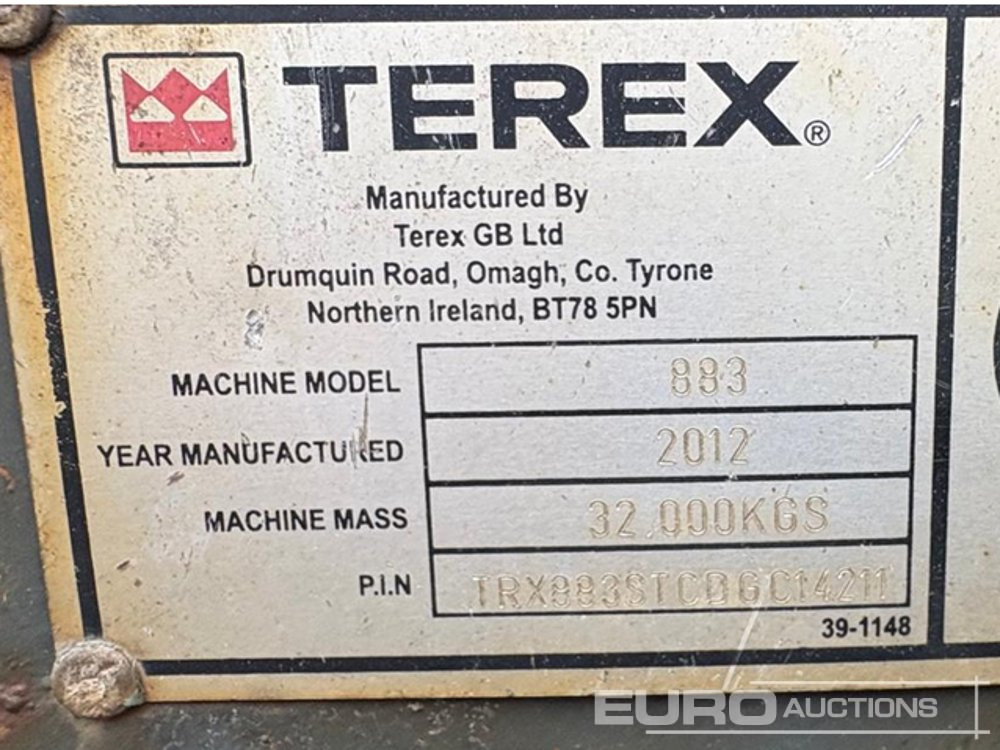 TEREX®
Manufactured By
Terex GB Ltd
Drumquin Road, Omagh, Co. Tyrone
Northern Ireland, BT78 5PN
MACHINE MODEL 883
YEAR MANUFACTURED 2012
MACHINE MASS 32.000KGS
P.I.N TRX883STCDGC14211
39-1148
EURO AUCTIONS